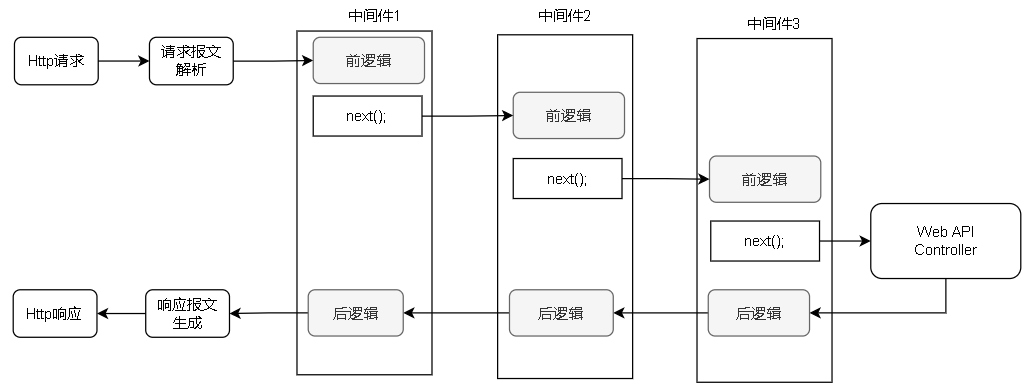 中间件1
中间件2
中间件3
Http请求
请求报文
解析
前逻辑
next();
前逻辑
next();
前逻辑
next();
Web API
Controller
Http响应
响应报文
生成
后逻辑
后逻辑
后逻辑